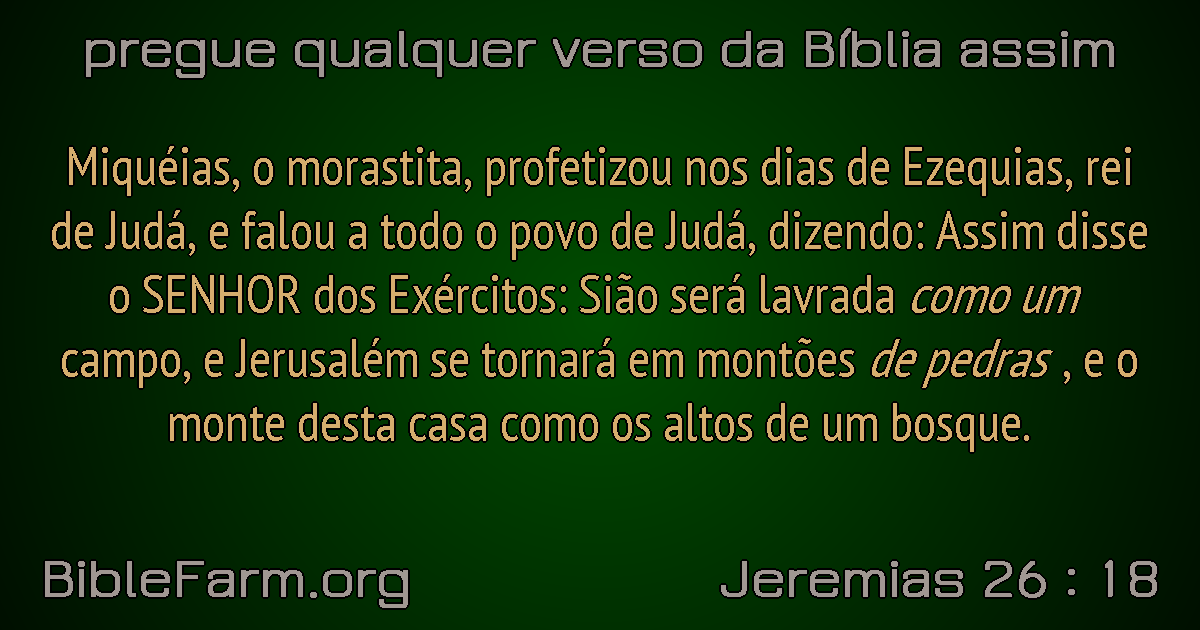 pregue qualquer verso da Bíblia assim
Miquéias, o morastita, profetizou nos dias de Ezequias, rei
de Judá, e falou a todo o povo de Judá, dizendo: Assim disse
o SENHOR dos Exércitos: Sião será lavrada como um
campo, e Jerusalém se tornará em montões de pedras , e o
monte desta casa como os altos de um bosque.
BibleFarm.org
Jeremias 26 : 18